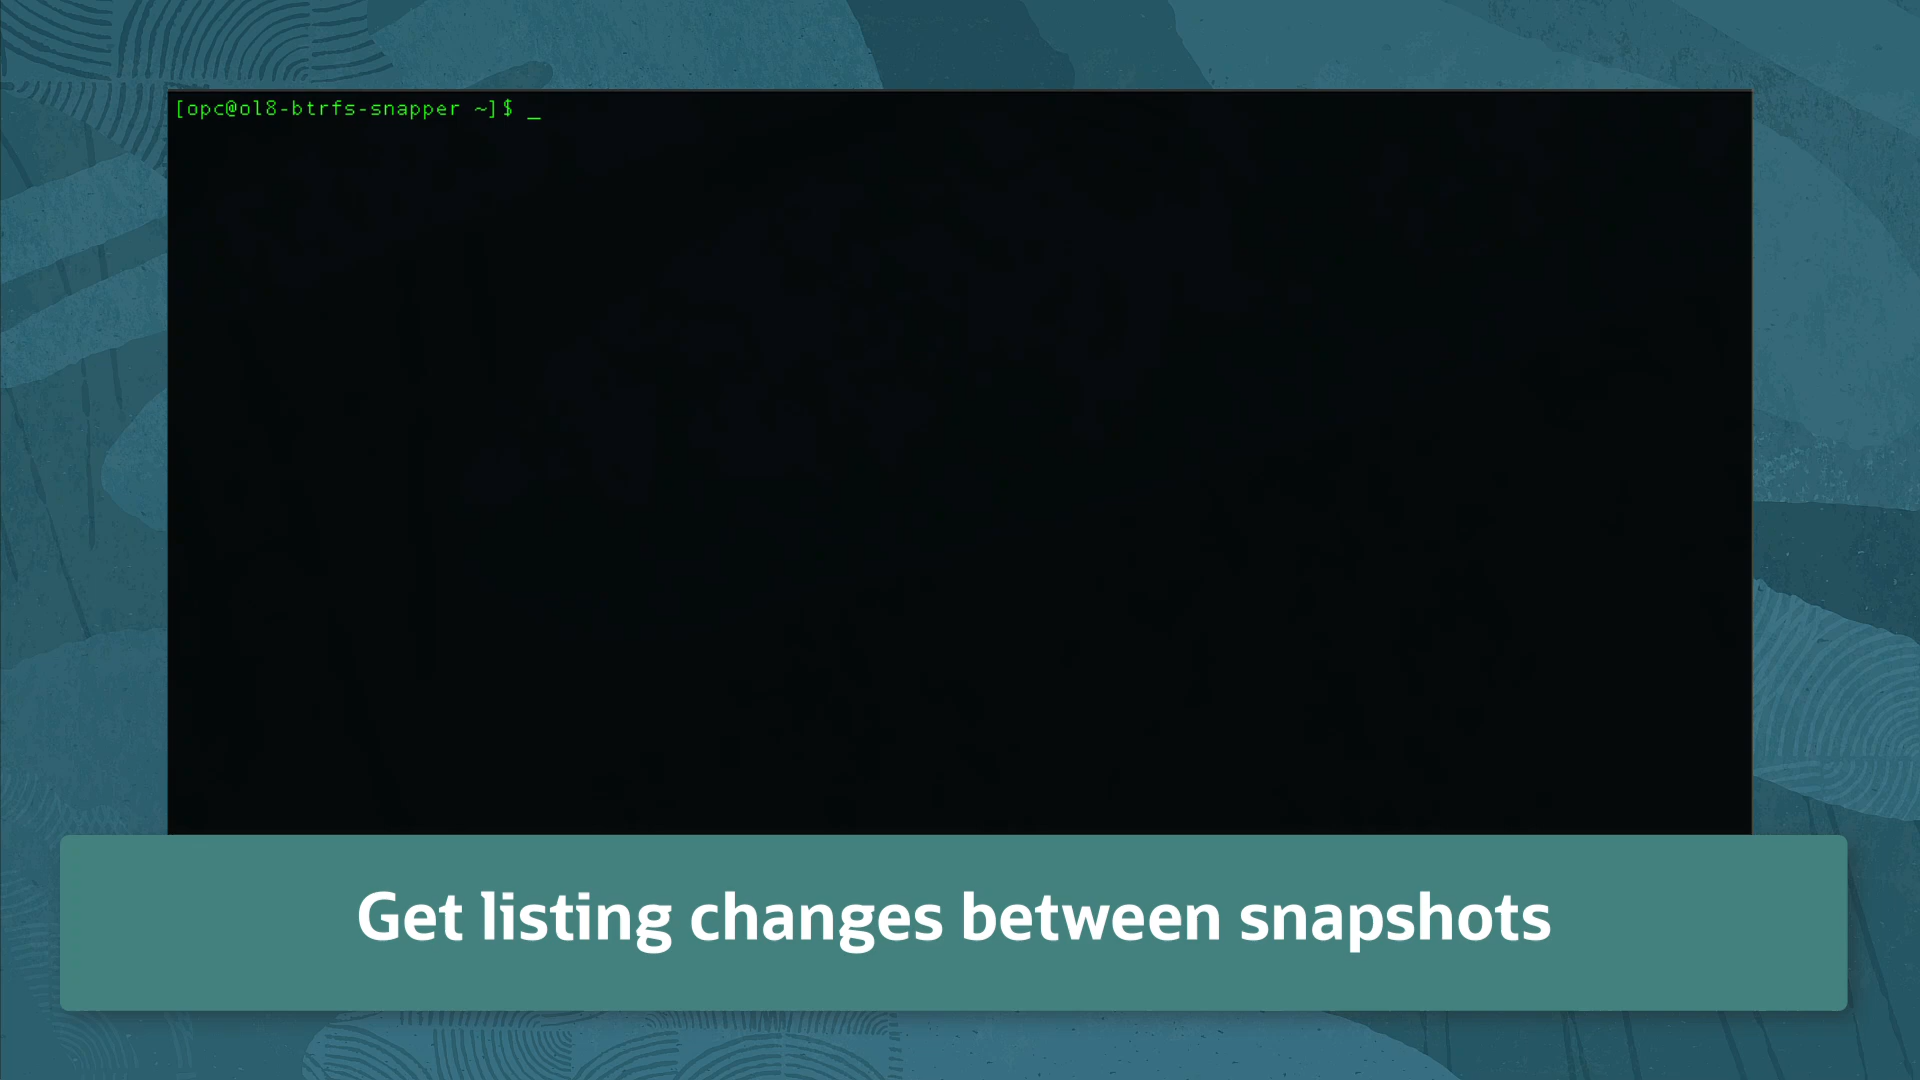 [opc@ol8-btrfs-snapper ~]$ _
Get listing changes between snapshots